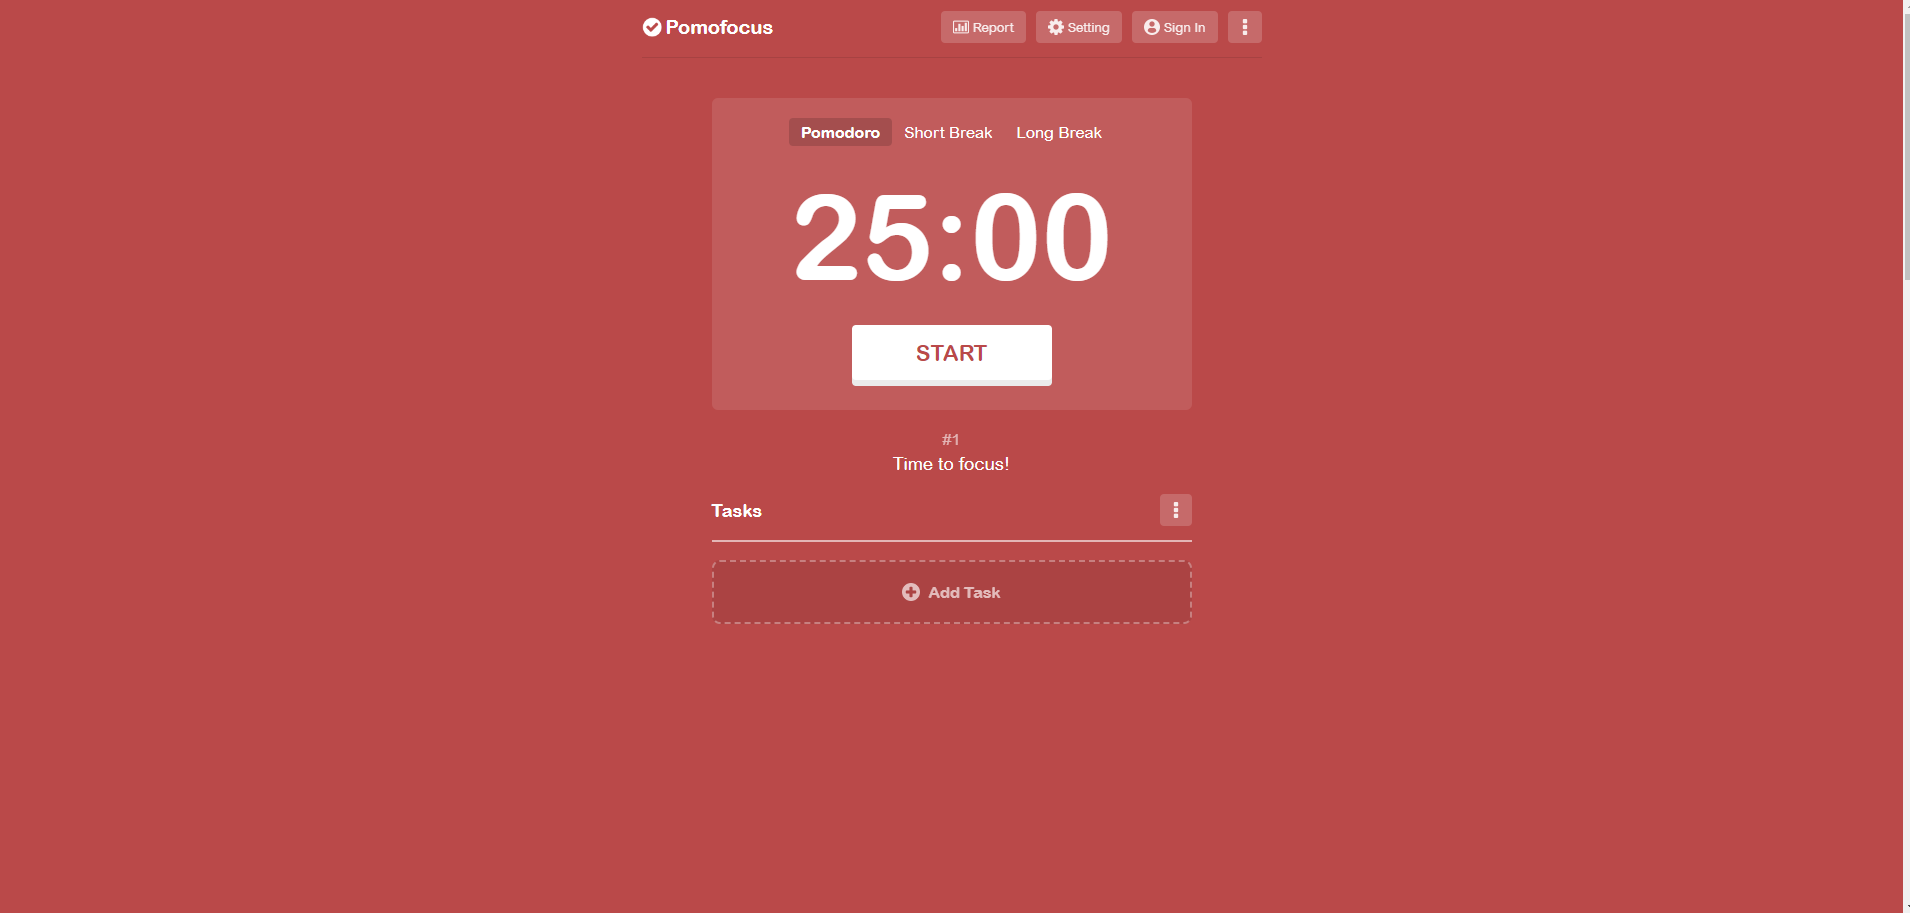 Pomofocus
Report
Setting
Sign In
Pomodoro
Short Break
Long Break
25:00
START
#1
Time to focus!
Tasks
Add Task